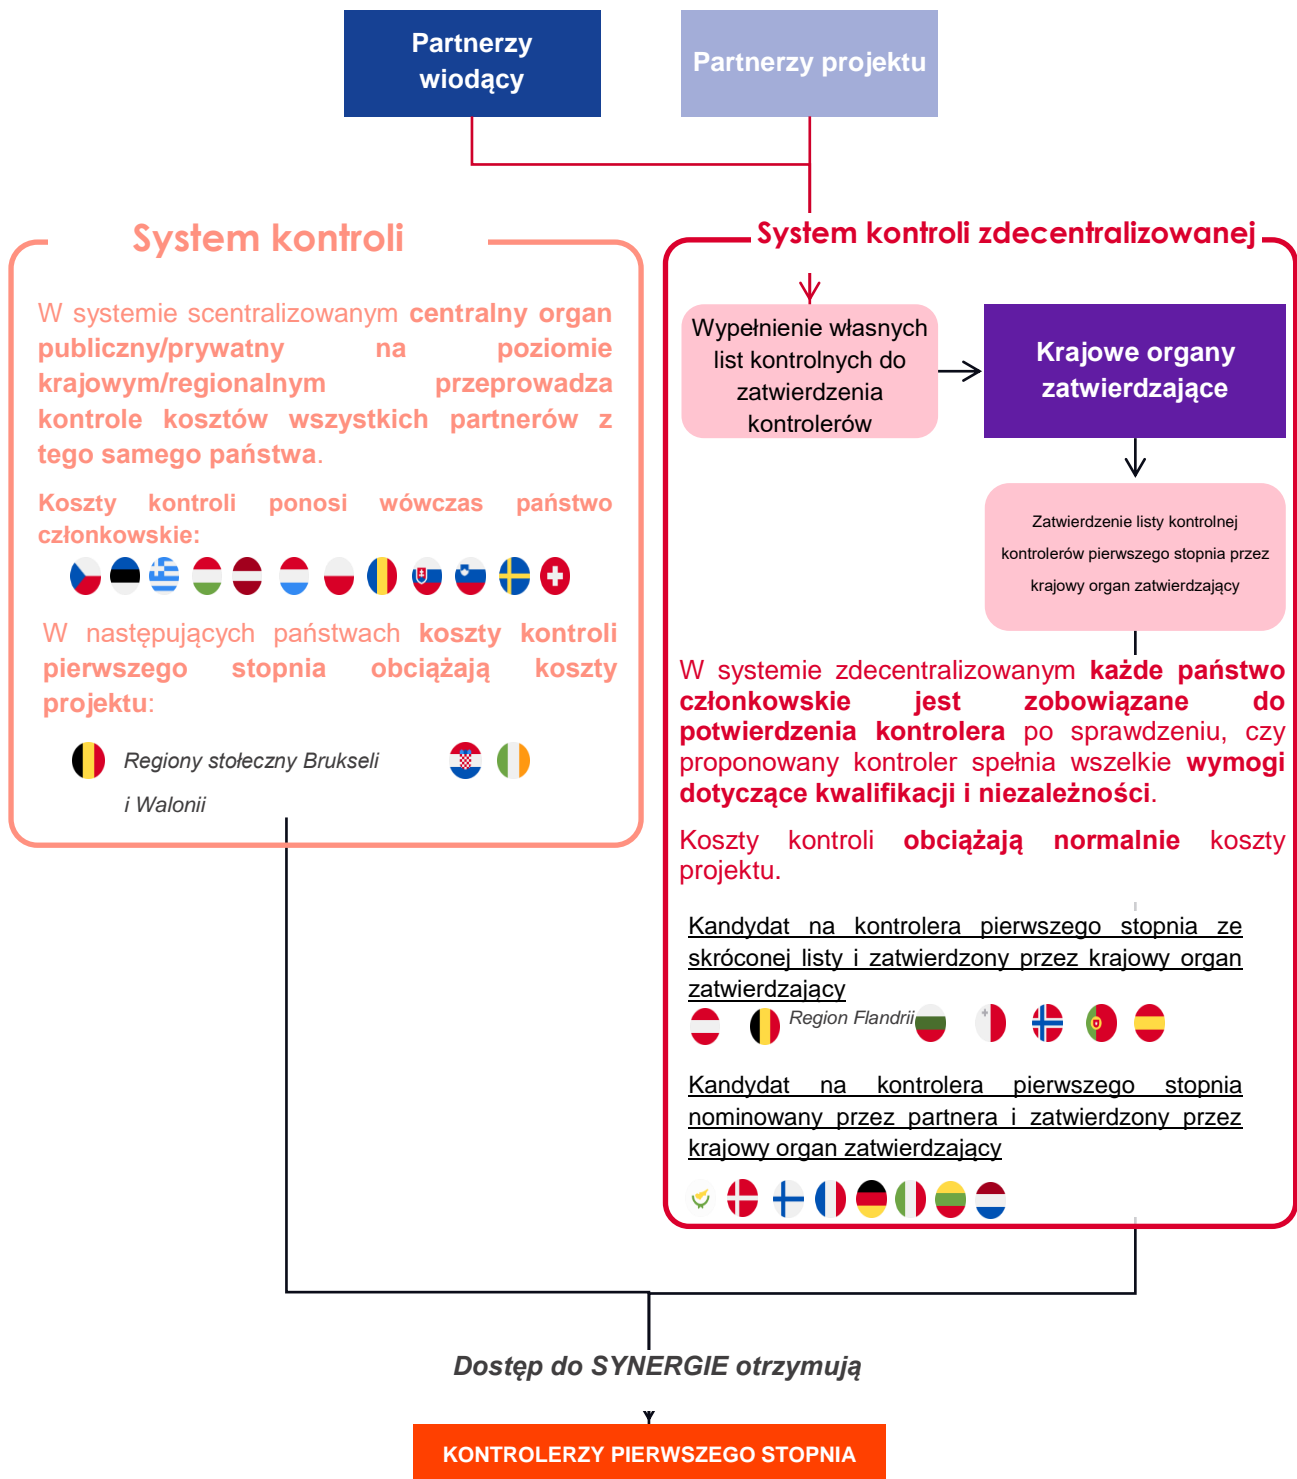 Partnerzy
wiodący
Partnerzy projektu
System kontroli
W systemie scentralizowanym centralny organ
publiczny/prywatny na poziomie
krajowym/regionalnym przeprowadza
kontrole kosztów wszystkich partnerów z
tego samego państwa.
Koszty kontroli ponosi wówczas państwo
członkowskie:
W następujących państwach koszty kontroli
pierwszego stopnia obciążają koszty
projektu:
Regiony stołeczny Brukseli
i Walonii
System kontroli zdecentralizowanej
Wypełnienie własnych
list kontrolnych do
zatwierdzenia
kontrolerów
Krajowe organy
zatwierdzające
Zatwierdzenie listy kontrolnej
kontrolerów pierwszego stopnia przez
krajowy organ zatwierdzający
W systemie zdecentralizowanym każde państwo
członkowskie jest zobowiązane do
potwierdzenia kontrolera po sprawdzeniu, czy
proponowany kontroler spełnia wszelkie wymogi
dotyczące kwalifikacji i niezależności.
Koszty kontroli obciążają normalnie koszty
projektu.
Kandydat na kontrolera pierwszego stopnia ze
skróconej listy i zatwierdzony przez krajowy organ
zatwierdzający
Region Flandrii
Kandydat na kontrolera pierwszego stopnia
nominowany przez partnera i zatwierdzony przez
krajowy organ zatwierdzający
Dostęp do SYNERGIE otrzymują
KONTROLERZY PIERWSZEGO STOPNIA